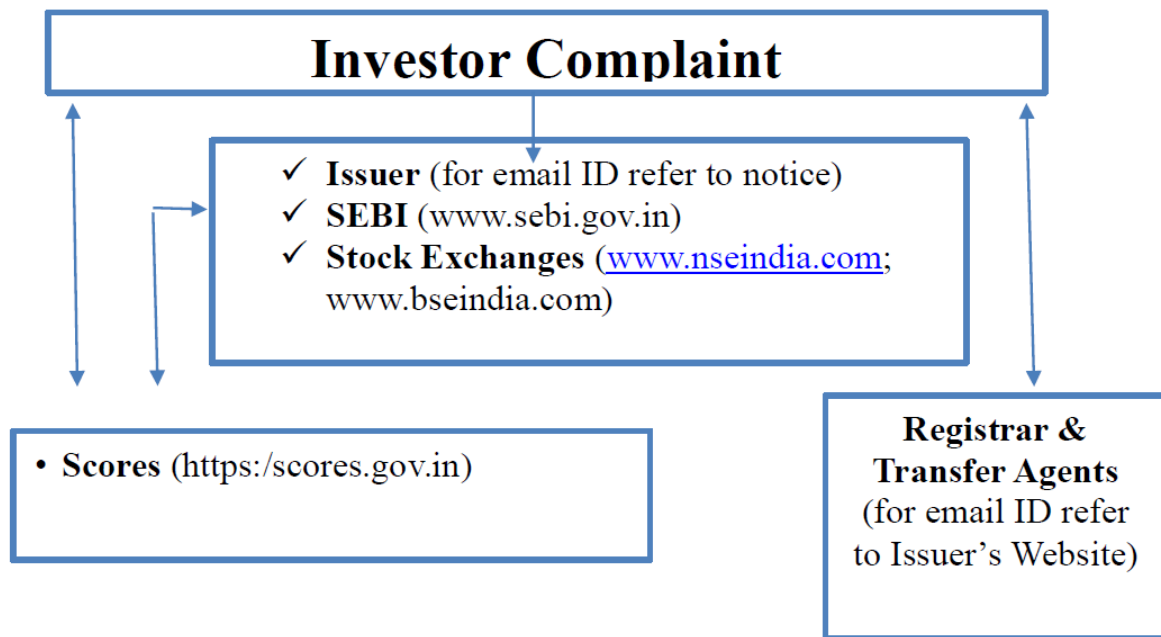 Investor Complaint
✓ Issuer (for email ID refer to notice)
✓ SEBI (www.sebi.gov.in)
✓ Stock Exchanges (www.nseindia.com;
www.bseindia.com)
• Scores (https:/scores.gov.in)
Registrar &
Transfer Agents
(for email ID refer
to Issuer’s Website)